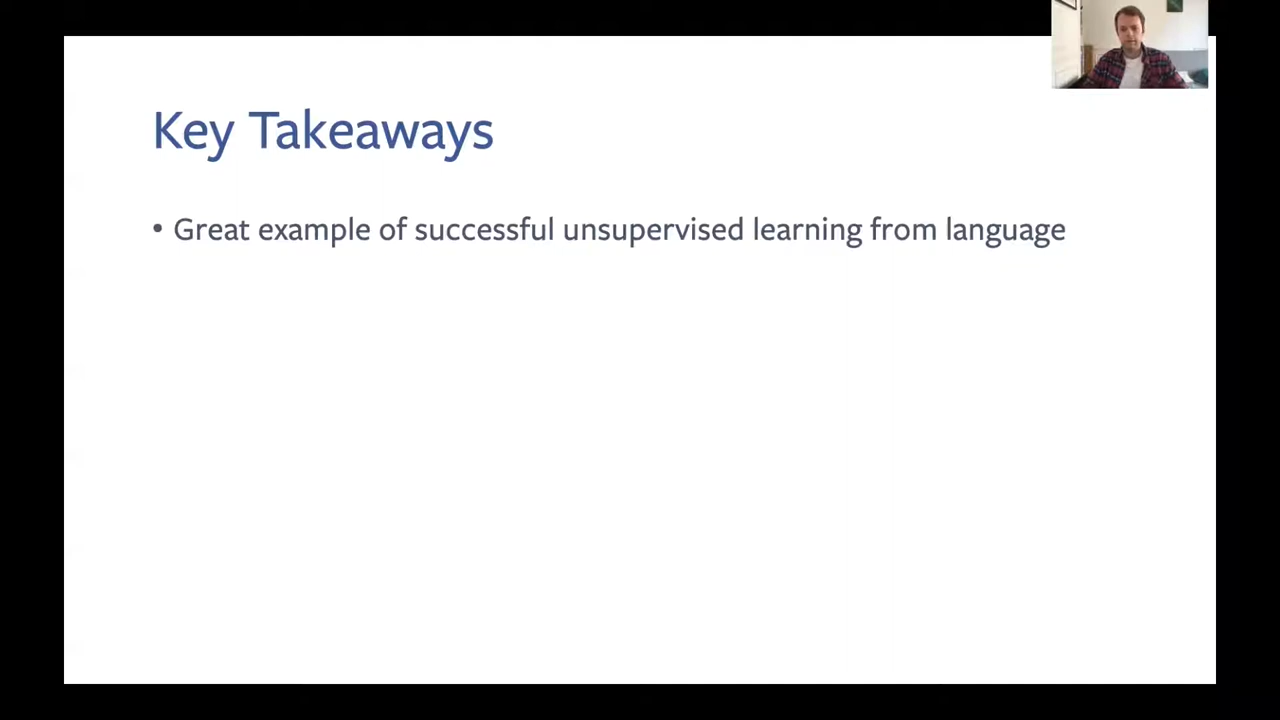 Key Takeaways
• Great example of successful unsupervised learning from language